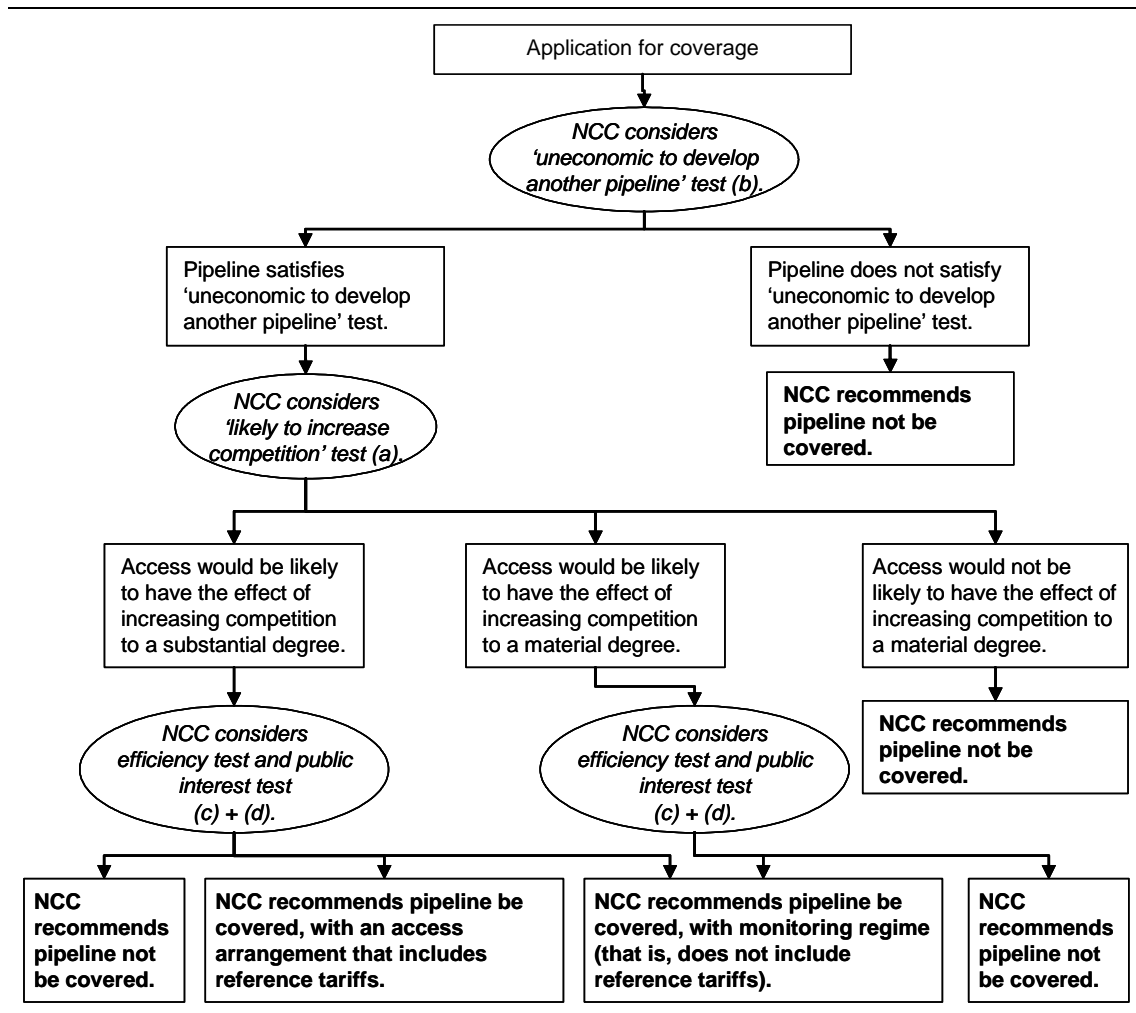 Application for coverage
NCC considers
'uneconomic to develop
another pipeline' test (b).
Pipeline satisfies
‘uneconomic to develop
another pipeline’ test.
Pipeline does not satisfy
‘uneconomic to develop
another pipeline’ test.
NCC recommends
pipeline not be
covered.
NCC considers
‘likely to increase
competition’ test (a).
Access would be likely
to have the effect of
increasing competition
to a substantial degree.
Access would be likely
to have the effect of
increasing competition
to a material degree.
Access would not be
likely to have the effect of
increasing competition to
a material degree.
NCC considers
efficiency test and public
interest test
(c) + (d).
NCC considers
efficiency test and public
interest test
(c) + (d).
NCC recommends
pipeline not be
covered.
NCC
recommends
pipeline not
be covered.
NCC recommends pipeline be
covered, with an access
arrangement that includes
reference tariffs.
NCC recommends pipeline be
covered, with monitoring regime
(that is, does not include
reference tariffs).
NCC
recommends
pipeline not
be covered.